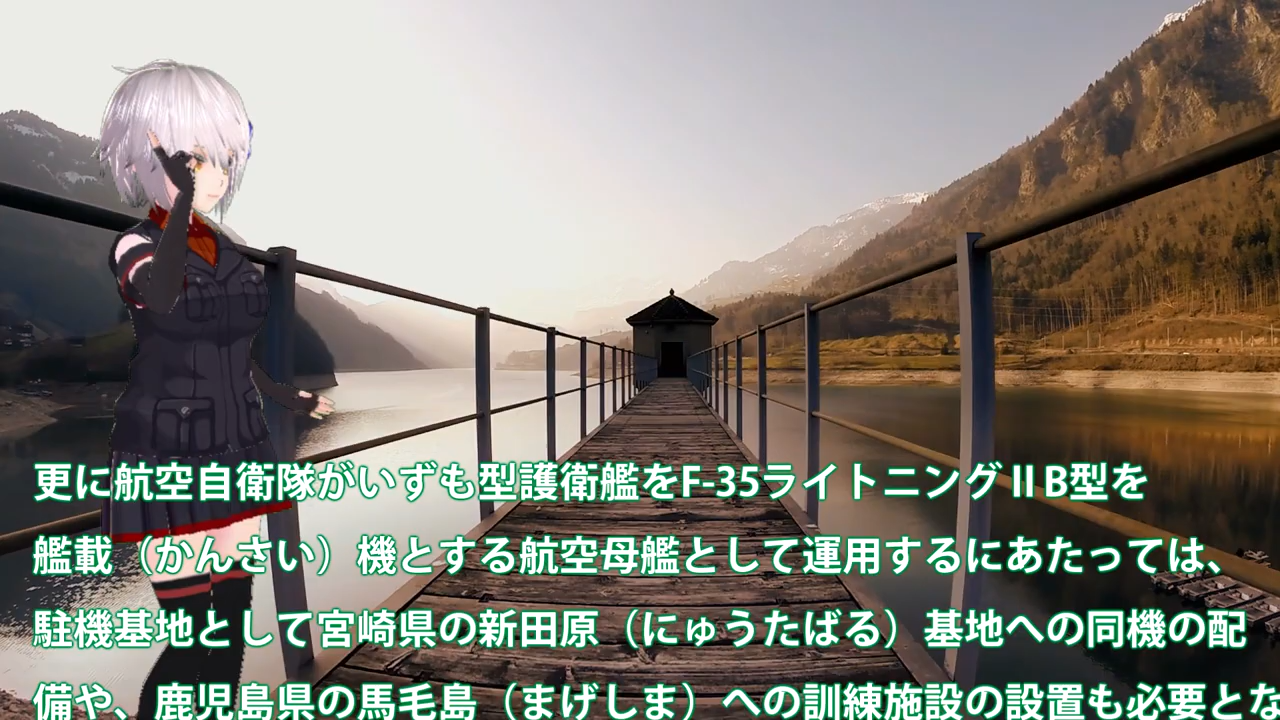 更に航空自衛隊がいずも型護衛艦をF-35ライトニングⅡB型を
艦載（かんさい）機とする航空母艦として運用するにあたっては、
駐機基地として宮崎県の新田原（にゅうたばる）基地への同機の配
備や、鹿児島県の馬毛島（まげしま）への訓練施設の設置も必要とな